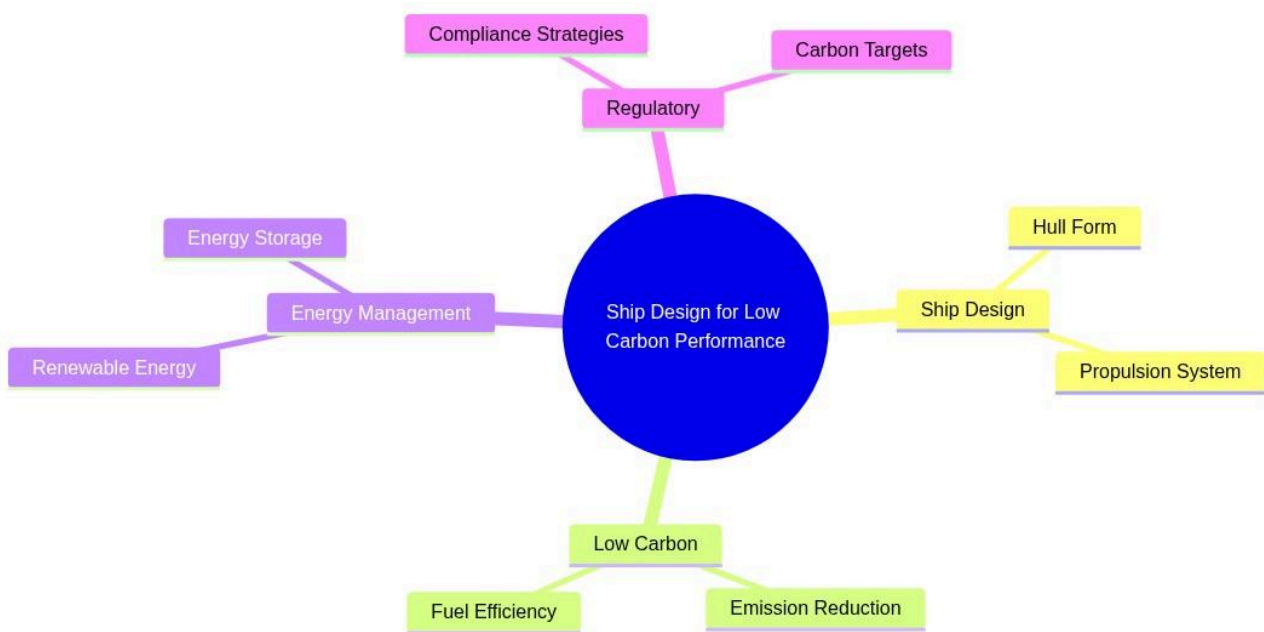 Compliance Strategies
Carbon Targets
Regulatory
Energy Storage
Hull Form
Energy Management
Ship Design for Low
Carbon Performance
Ship Design
Renewable Energy
Propulsion System
Low Carbon
Fuel Efficiency
Emission Reduction